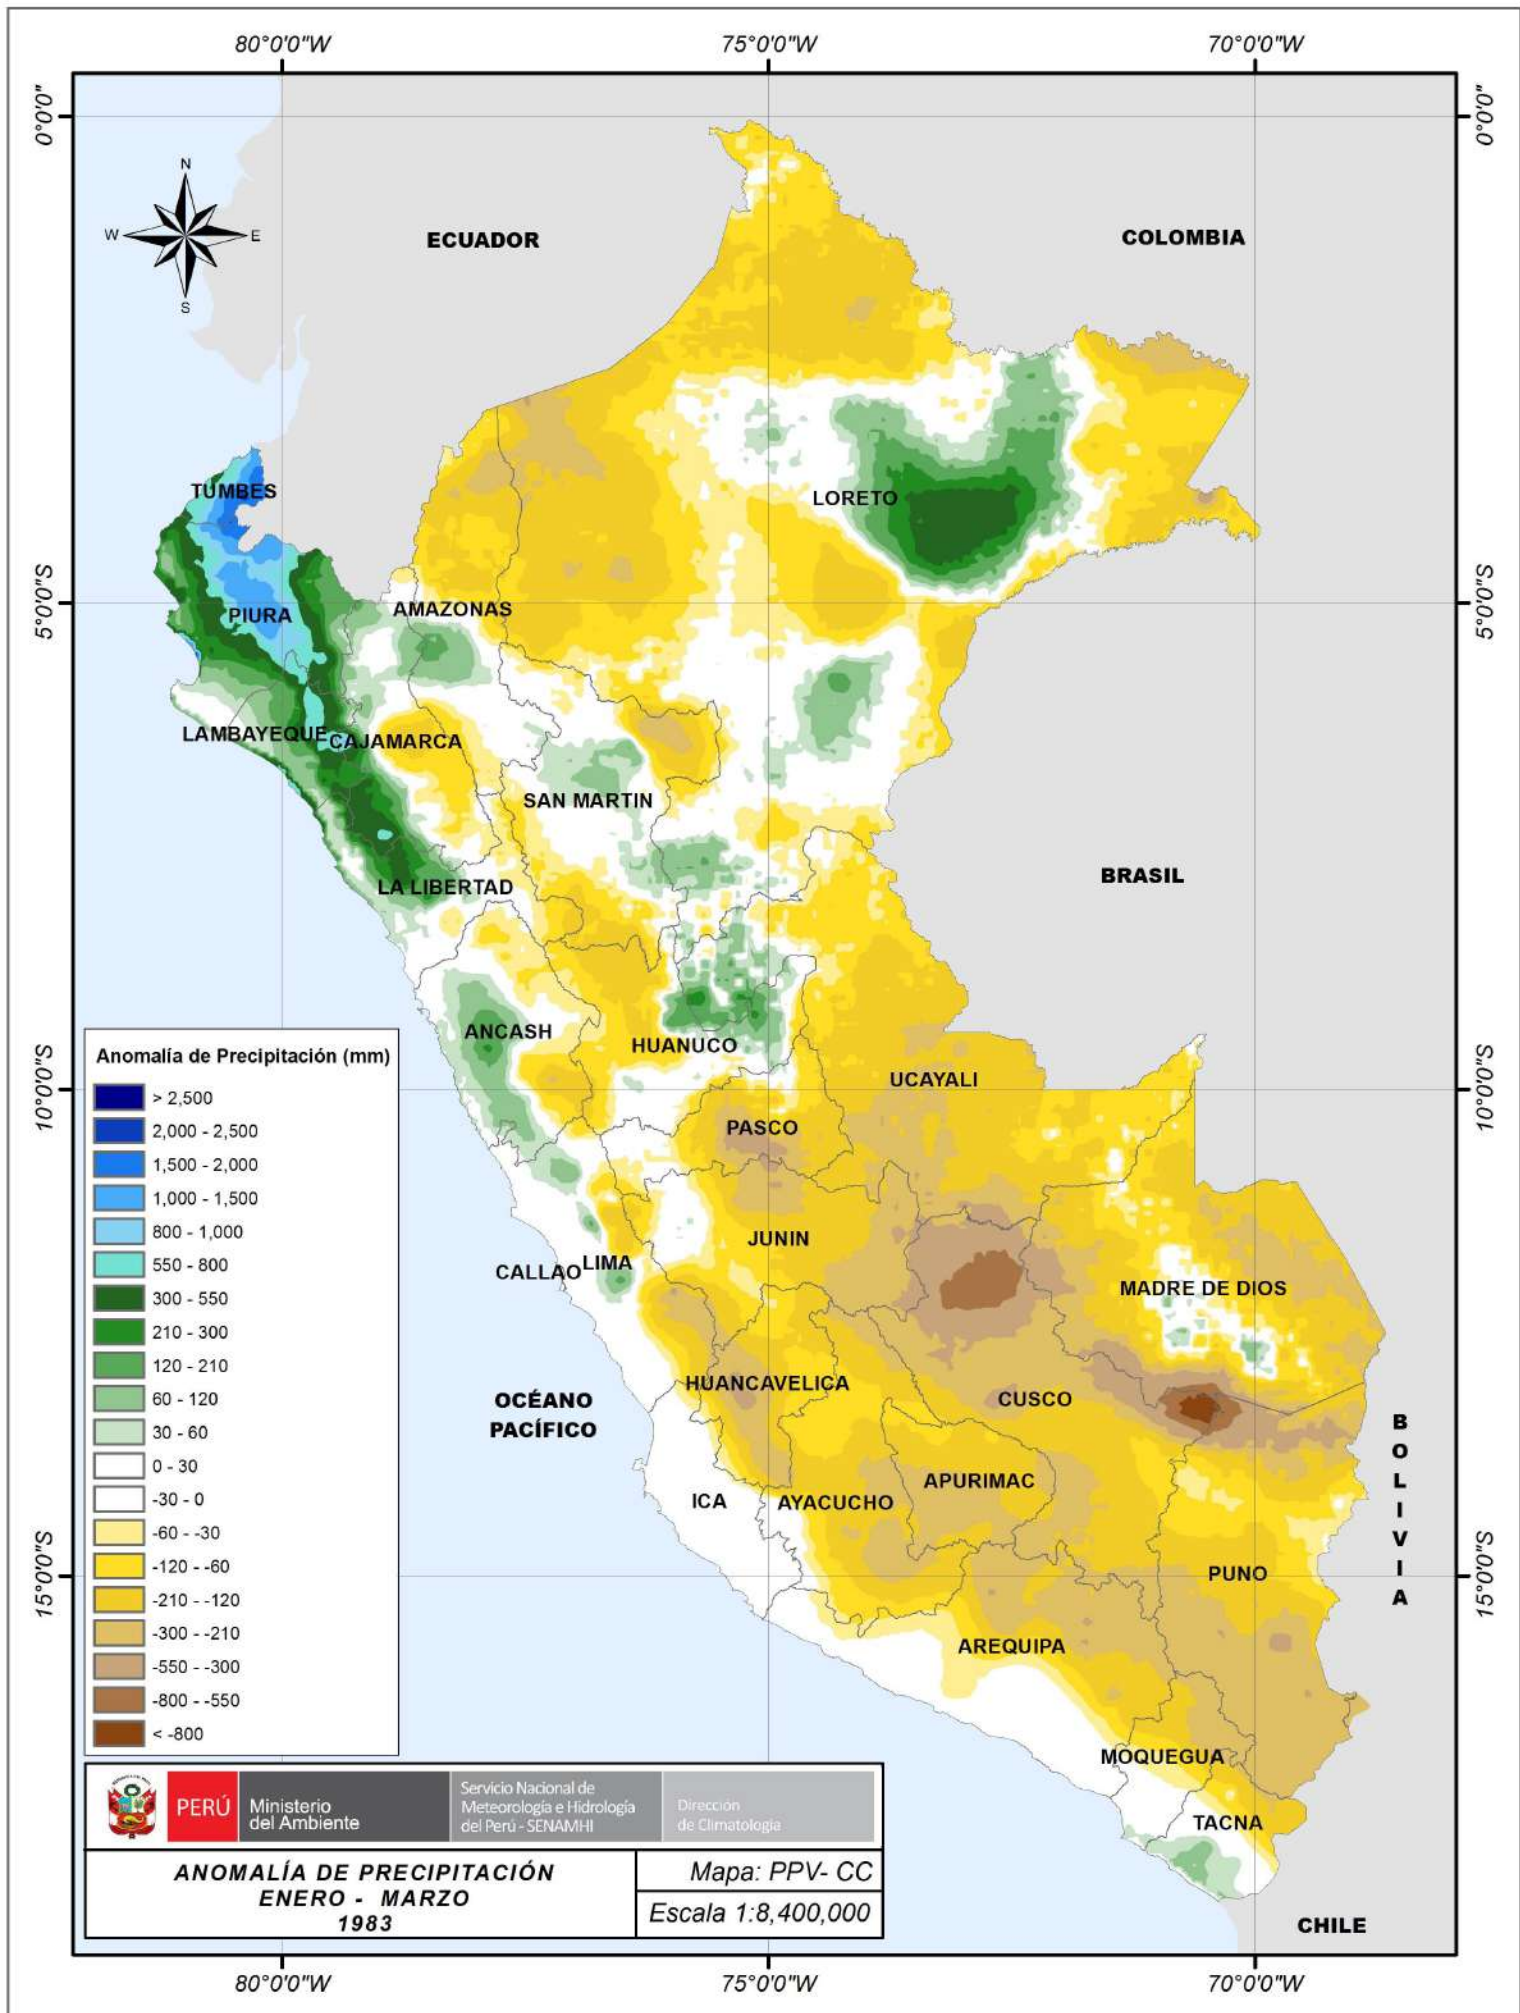 80°0'0"W
75°0'0"W
70°0'0"W
0°0'0"
0°0'0"
N
W
E
S
ECUADOR
COLOMBIA
TUMBES
LORETO
5°0'0"S
5°0'0"S
PIURA
AMAZONAS
LAMBAYEQUE
CAJAMARCA
SAN MARTIN
BRASIL
LA LIBERTAD
ANCASH
HUANUCO
UCAYALI
10°0'0"S
10°0'0"S
PASCO
JUNIN
CALLAO
LIMA
MADRE DE DIOS
HUANCAVELICA
CUSCO
OCÉANO
PACÍFICO
BOLIVIA
APURIMAC
ICA
AYACUCHO
15°0'0"S
15°0'0"S
PUNO
AREQUIPA
MOQUEGUA
TACNA
CHILE
Anomalía de Precipitación (mm)
> 2,500
2,000 - 2,500
1,500 - 2,000
1,000 - 1,500
800 - 1,000
550 - 800
300 - 550
210 - 300
120 - 210
60 - 120
30 - 60
0 - 30
-30 - 0
-60 - -30
-120 - -60
-210 - -120
-300 - -210
-550 - -300
-800 - -550
< -800
PERÚ
Ministerio
del Ambiente
Servicio Nacional de
Meteorología e Hidrología
del Perú - SENAMHI
Dirección
de Climatología
ANOMALÍA DE PRECIPITACIÓN
ENERO - MARZO
1983
Mapa: PPV- CC
Escala 1:8,400,000
80°0'0"W
75°0'0"W
70°0'0"W